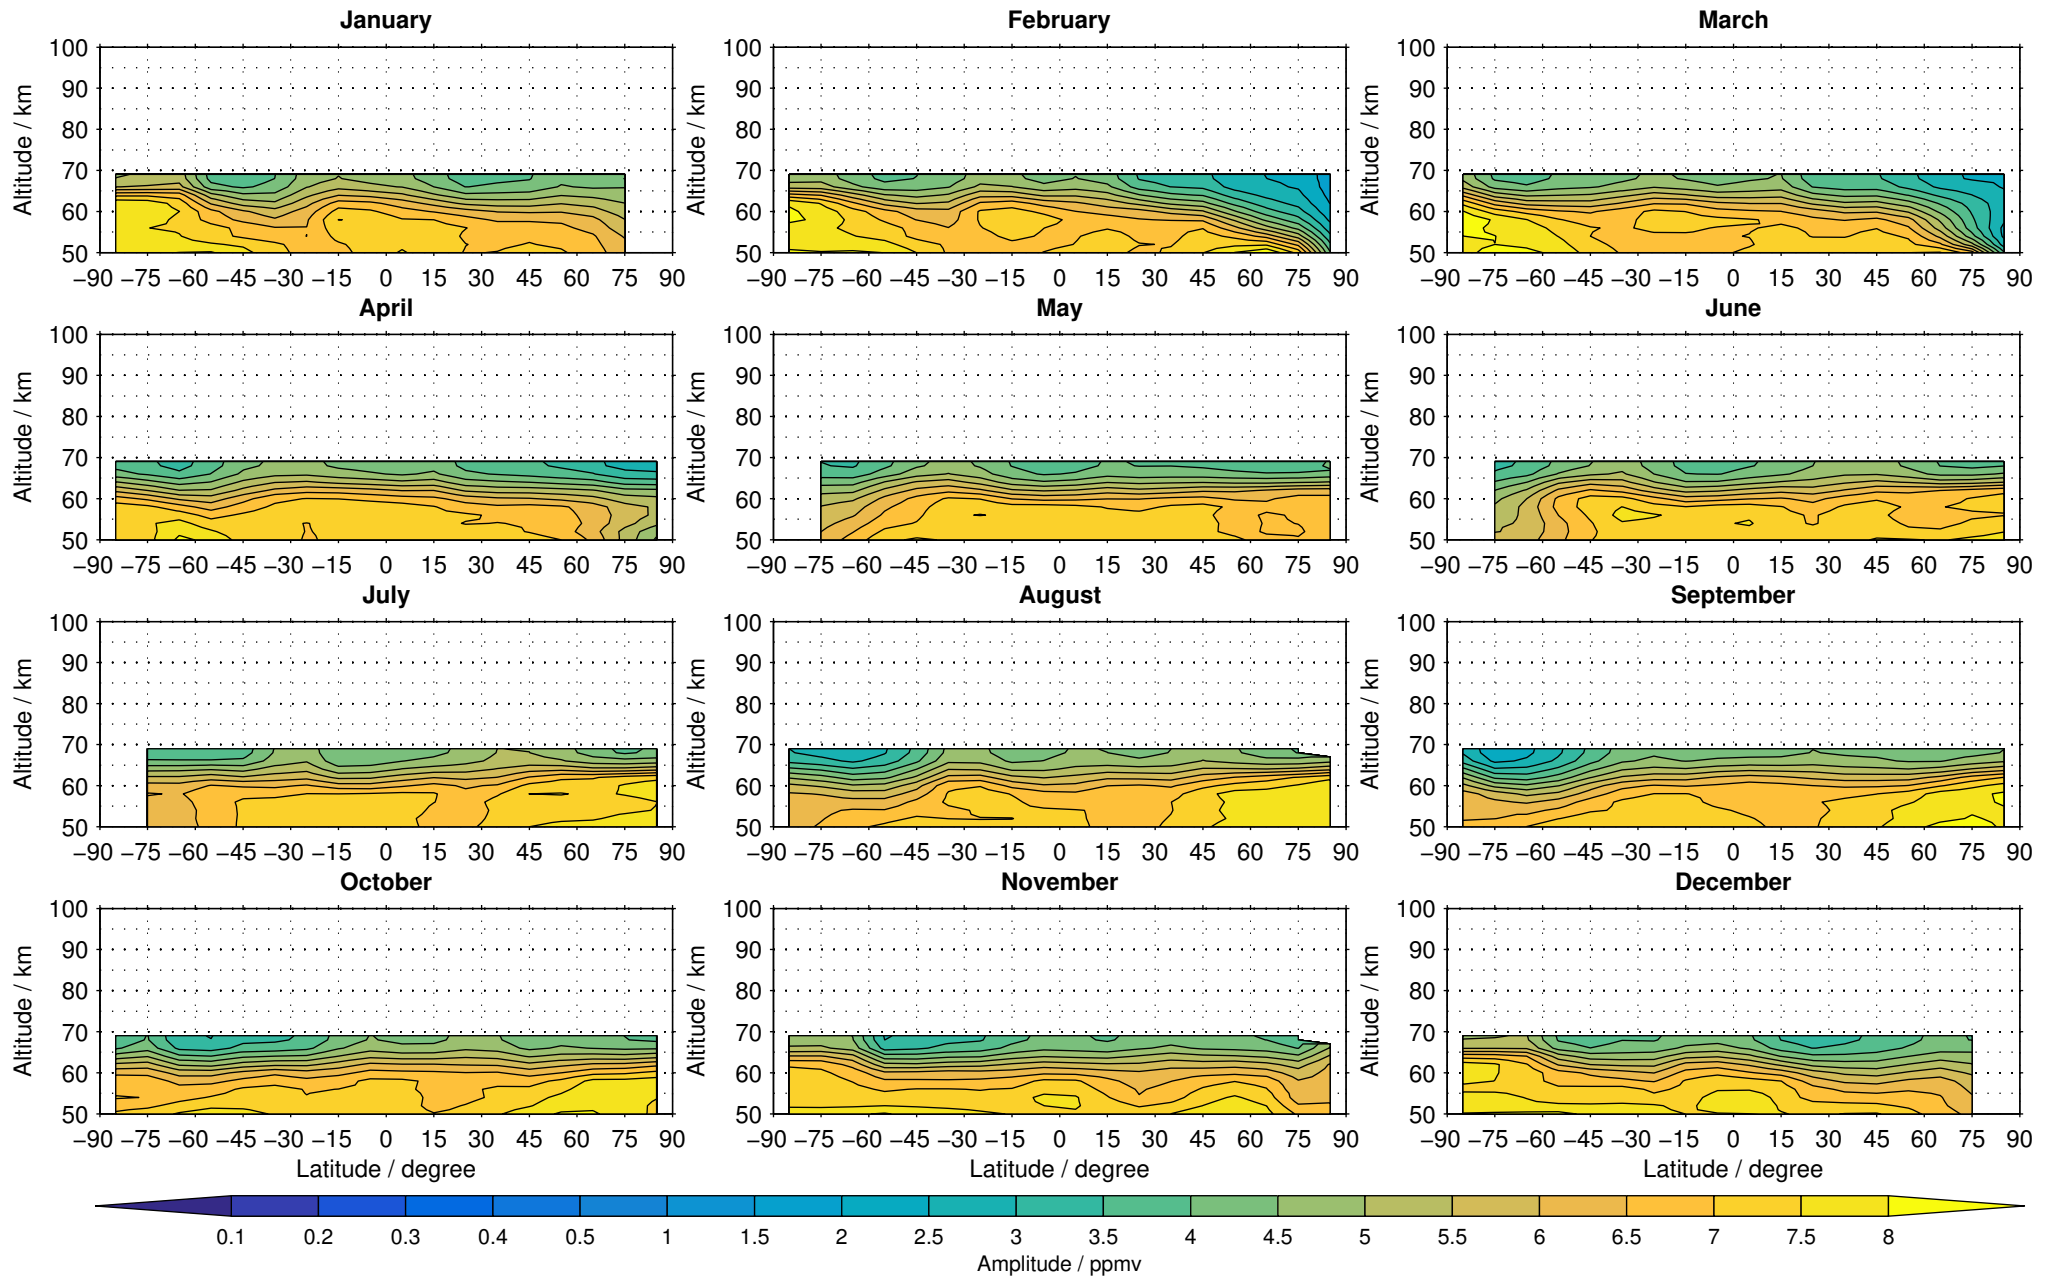 January February March
100 100 100
90 90 90
Altitude / km Altitude / km Altitude / km
80 80 80
70 70 70
60 60 60
50 50 50
−90 −75 −60 −45 −30 −15 0 15 30 45 60 75 90 −90 −75 −60 −45 −30 −15 0 15 30 45 60 75 90 −90 −75 −60 −45 −30 −15 0 15 30 45 60 75 90
April May June
100 100 100
90 90 90
Altitude / km Altitude / km Altitude / km
80 80 80
70 70 70
60 60 60
50 50 50
−90 −75 −60 −45 −30 −15 0 15 30 45 60 75 90 −90 −75 −60 −45 −30 −15 0 15 30 45 60 75 90 −90 −75 −60 −45 −30 −15 0 15 30 45 60 75 90
July August September
100 100 100
90 90 90
Altitude / km Altitude / km Altitude / km
80 80 80
70 70 70
60 60 60
50 50 50
−90 −75 −60 −45 −30 −15 0 15 30 45 60 75 90 −90 −75 −60 −45 −30 −15 0 15 30 45 60 75 90 −90 −75 −60 −45 −30 −15 0 15 30 45 60 75 90
October November December
100 100 100
90 90 90
Altitude / km Altitude / km Altitude / km
80 80 80
70 70 70
60 60 60
50 50 50
−90 −75 −60 −45 −30 −15 0 15 30 45 60 75 90 −90 −75 −60 −45 −30 −15 0 15 30 45 60 75 90 −90 −75 −60 −45 −30 −15 0 15 30 45 60 75 90
Latitude / degree Latitude / degree Latitude / degree
0.1 0.2 0.3 0.4 0.5 1 1.5 2 2.5 3 3.5 4 4.5 5 5.5 6 6.5 7 7.5 8
Amplitude / ppmv